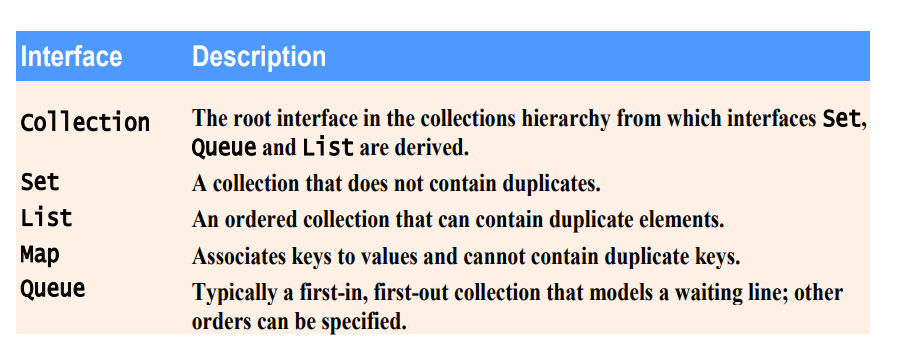 Interface Description
Collection The root interface in the collections hierarchy from which interfaces Set,
Queue and List are derived.
Set A collection that does not contain duplicates.
List An ordered collection that can contain duplicate elements.
Map Associates keys to values and cannot contain duplicate keys.
Queue Typically a first-in, first-out collection that models a waiting line; other
orders can be specified.